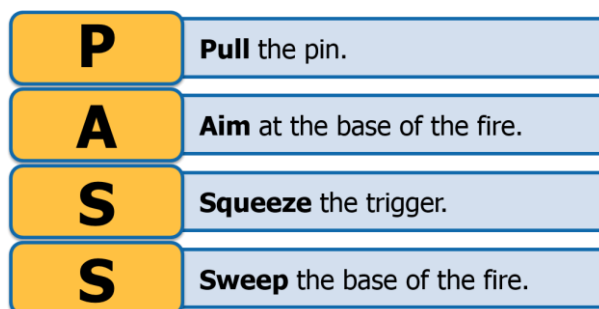 P
Pull the pin.
A
Aim at the base of the fire.
S
Squeeze the trigger.
S
Sweep the base of the fire.